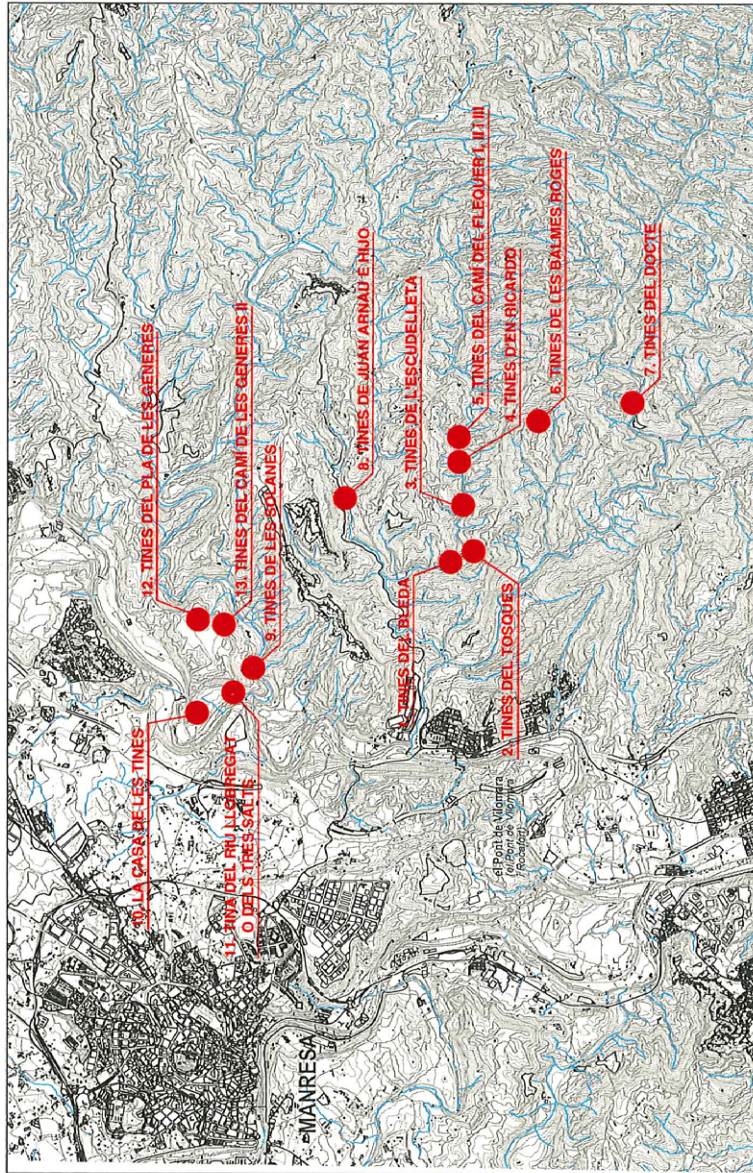 10. LA CASA DE LES TINES
12. TINES DEL PLA DE LES GENERES
11. TINA DEL RIU LLOBREGAT
O DELS TRES SALTS
13. TINES DEL CAMÍ DE LES GENERES II
9. TINES DE LES SOLANES
MANRESA
8. TINES DE JUAN ARNAU E HIJO
1. TINES DEL BLEDA
3. TINES DE L'ESCUDELLETA
5. TINES DEL CAMÍ DEL FLEQUER I, II I III
4. TINES D'EN RICARDO
2. TINES DEL TOSQUES
el Pont de Vilomara
(el Pont de Vilomara
i Rocafort)
6. TINES DE LES BALMES ROGES
7. TINES DEL DOCTE